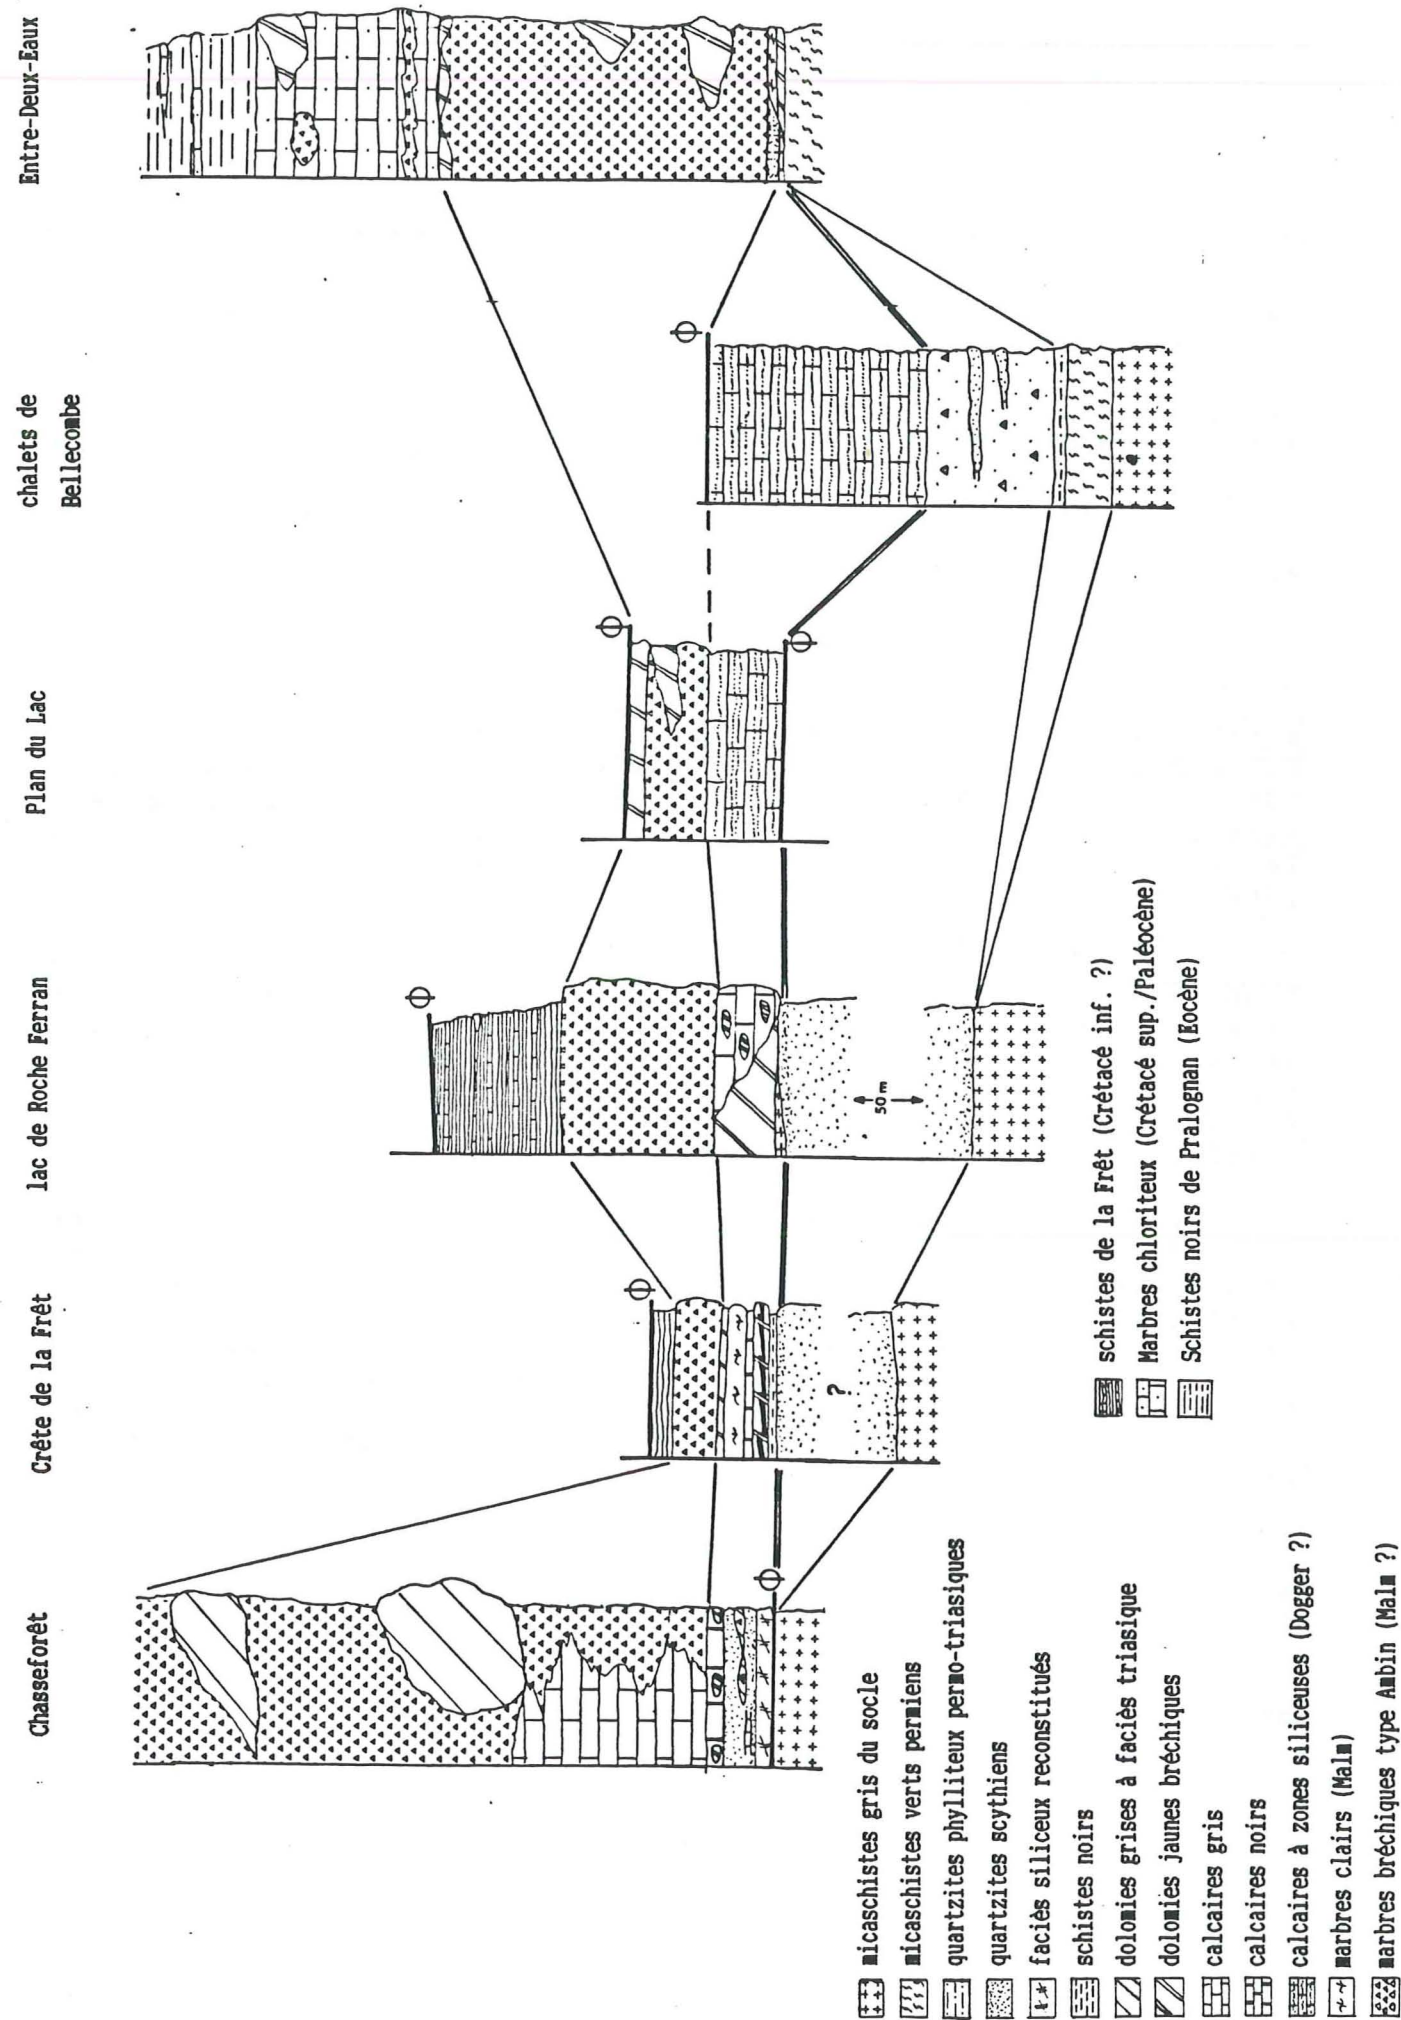 Chasseforêt
Crête de la Frêt
lac de Roche Ferran
Plan du Lac
chalets de
Bellecombe
Entre-Deux-Eaux
?
50 m
micaschistes gris du socle
micaschistes verts permiens
quartzites phylliteux permo-triasiques
quartzites scythiens
faciès siliceux reconstitués
schistes noirs
dolomies grises à faciès triasique
dolomies jaunes bréchiques
calcaires gris
calcaires noirs
calcaires à zones siliceuses (Dogger ?)
marbres clairs (Malm)
marbres bréchiques type Ambin (Malm ?)
schistes de la Frêt (Crétacé inf. ?)
Marbres chloriteux (Crétacé sup./Paléocène)
Schistes noirs de Pralognan (Eocène)